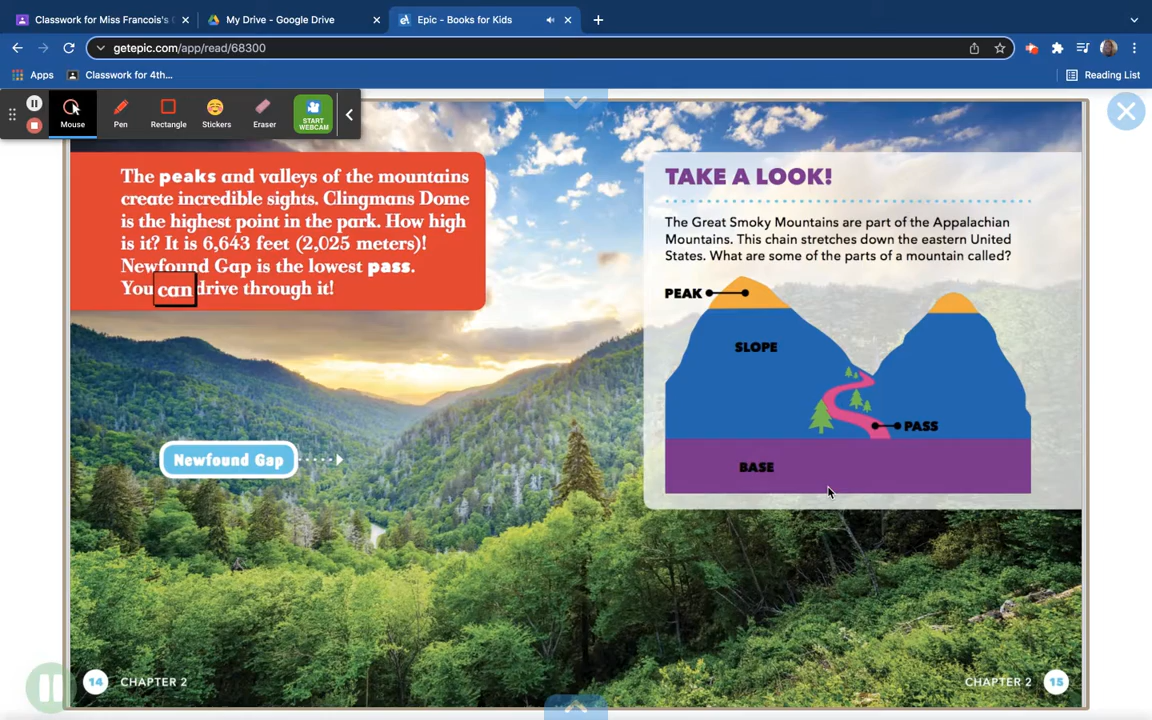 Classwork for Miss Francois's
My Drive - Google Drive
Epic - Books for Kids
getepic.com/app/read/68300
Apps
Classwork for 4th...
Reading List
Mouse
Pen
Rectangle
Stickers
Eraser
START
WEBCAM
The peaks and valleys of the mountains
create incredible sights. Clingmans Dome
is the highest point in the park. How high
is it? It is 6,643 feet (2,025 meters)!
Newfound Gap is the lowest pass.
You can drive through it!
Newfound Gap
TAKE A LOOK!
The Great Smoky Mountains are part of the Appalachian
Mountains. This chain stretches down the eastern United
States. What are some of the parts of a mountain called?
PEAK
SLOPE
PASS
BASE
14 CHAPTER 2
CHAPTER 2 15